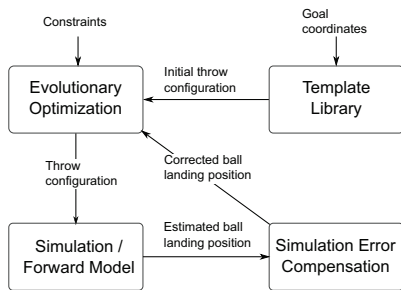 Constraints
Goal
coordinates
Evolutionary
Optimization
Initial throw
configuration
Template
Library
Throw
configuration
Corrected ball
landing position
Simulation /
Forward Model
Estimated ball
landing position
Simulation Error
Compensation